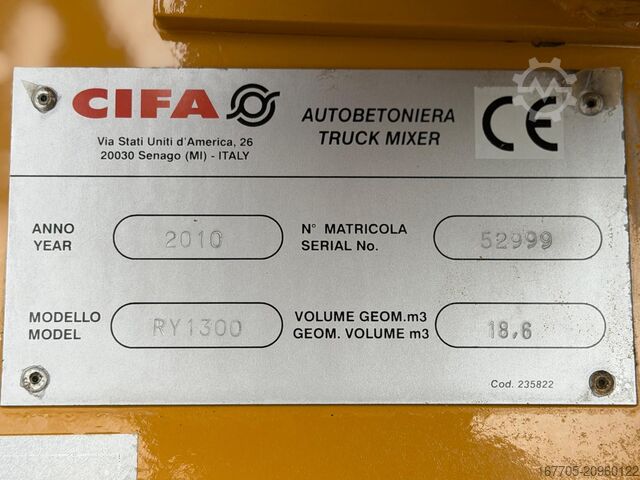 CIFA
Via Stati Uniti d'America, 26
20030 Senago (MI) - ITALY
AUTOBETONIERA
TRUCK MIXER
CE
ANNO
YEAR
2010
N° MATRICOLA
SERIAL No.
52999
MODELLO
MODEL
RY1300
VOLUME GEOM.m3
GEOM. VOLUME m3
18,6
Cod. 235822
167705-20960122